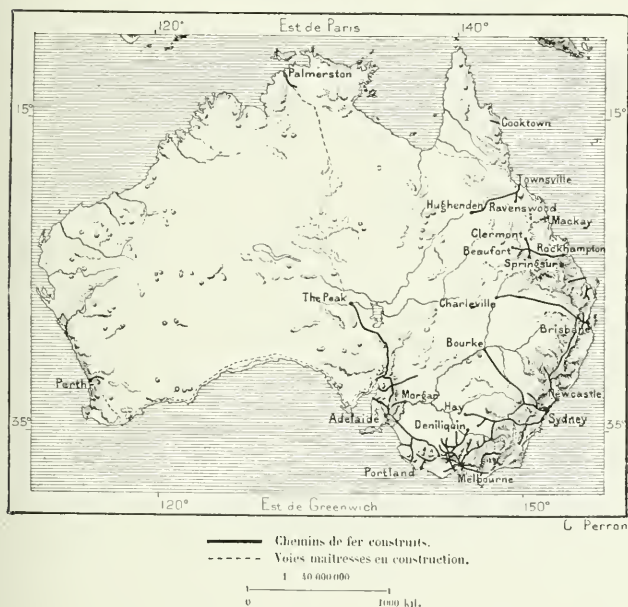 120° Est de Paris 140°
Palmerston
15° 15°
Cooktown
Townsville
Hughenden Ravenswood
Mackay
Clermont
Beaufort Rockhampton
Springsure
The Peak Charleville
Brisbane
Bourke
Perth Morgan Newcastle
Hay
35° Adelaide Sydney 35°
Deniliquin
Portland
Melbourne
120° Est de Greenwich 150°
C. Perron
Chemins de fer construits.
Voies maîtresses en construction.
1 40 000 000
0 1000 kil.